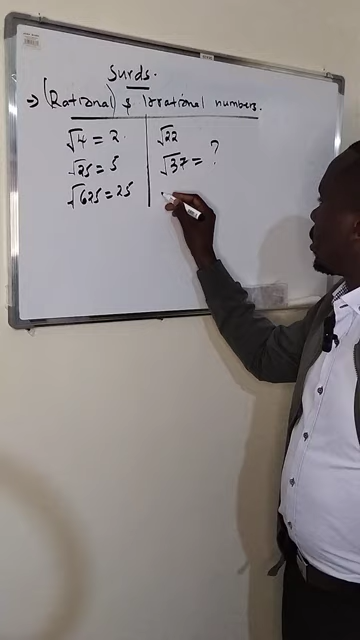 Surds.
→ (Rational) & Irrational numbers.
√4 = 2
√25 = 5
√625 = 25
√22
√37 = ?